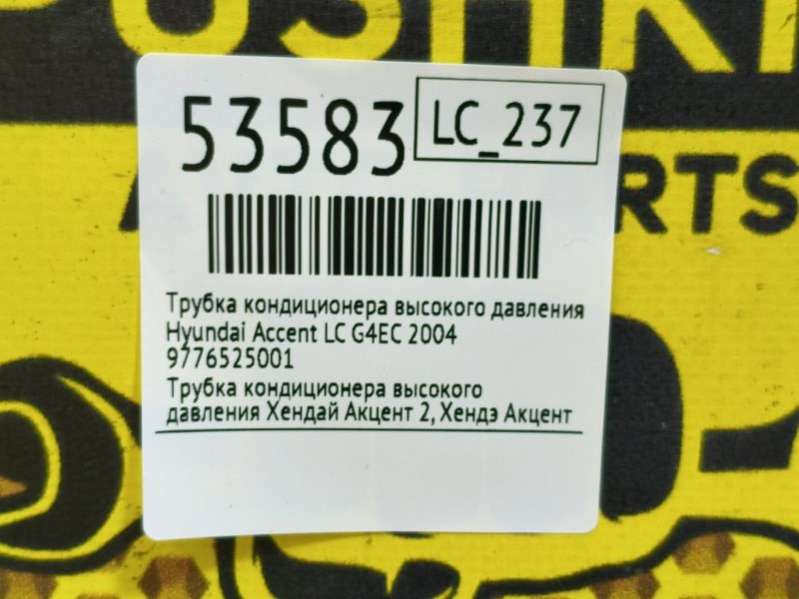 53583
LC_237
RTS
Трубка кондиционера высокого давления
Hyundai Accent LC G4EC 2004
9776525001
Трубка кондиционера высокого
давления Хендай Акцент 2, Хендэ Акцент